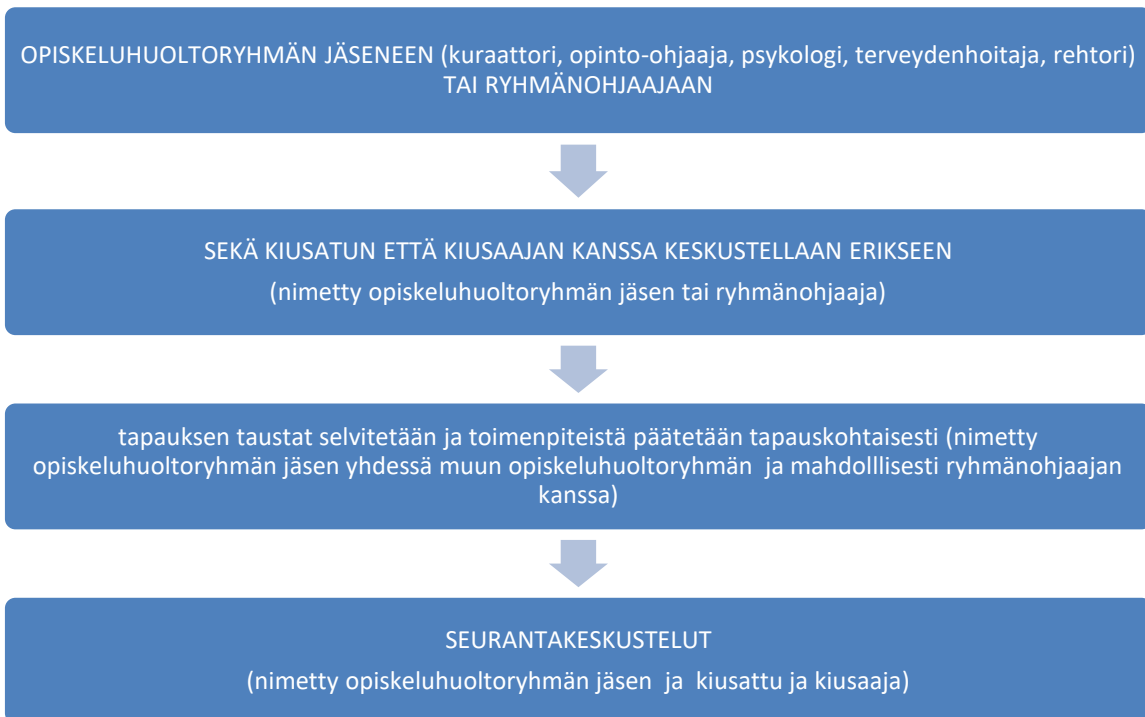 OPISKELUHUOLTORYHMÄN JÄSENEEN (kuraattori, opinto-ohjaaja, psykologi, terveydenhoitaja, rehtori)
TAI RYHMÄNOHJAAJAAN
SEKÄ KIUSATUN ETTÄ KIUSAAJAN KANSSA KESKUSTELLAAN ERIKSEEN
(nimetty opiskeluhuoltoryhmän jäsen tai ryhmänohjaaja)
tapauksen taustat selvitetään ja toimenpiteistä päätetään tapauskohtaisesti (nimetty
opiskeluhuoltoryhmän jäsen yhdessä muun opiskeluhuoltoryhmän ja mahdolllisesti ryhmänohjaajan
kanssa)
SEURANTAKESKUSTELUT
(nimetty opiskeluhuoltoryhmän jäsen ja kiusattu ja kiusaaja)